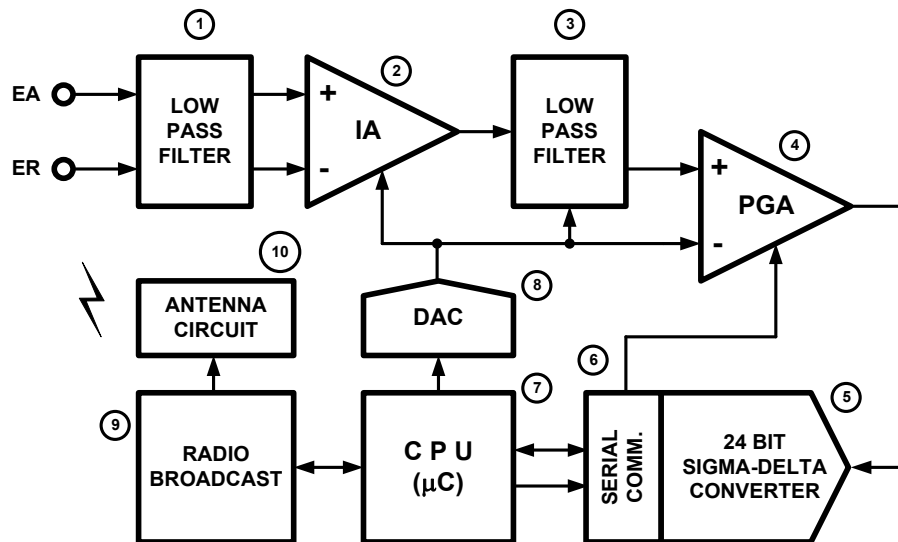 1
3
EA
ER
LOW
PASS
FILTER
+
-
IA
2
LOW
PASS
FILTER
4
+
-
PGA
10
ANTENNA
CIRCUIT
8
DAC
6
7
5
9
RADIO
BROADCAST
C P U
(μC)
SERIAL
COMM.
24 BIT
SIGMA-DELTA
CONVERTER